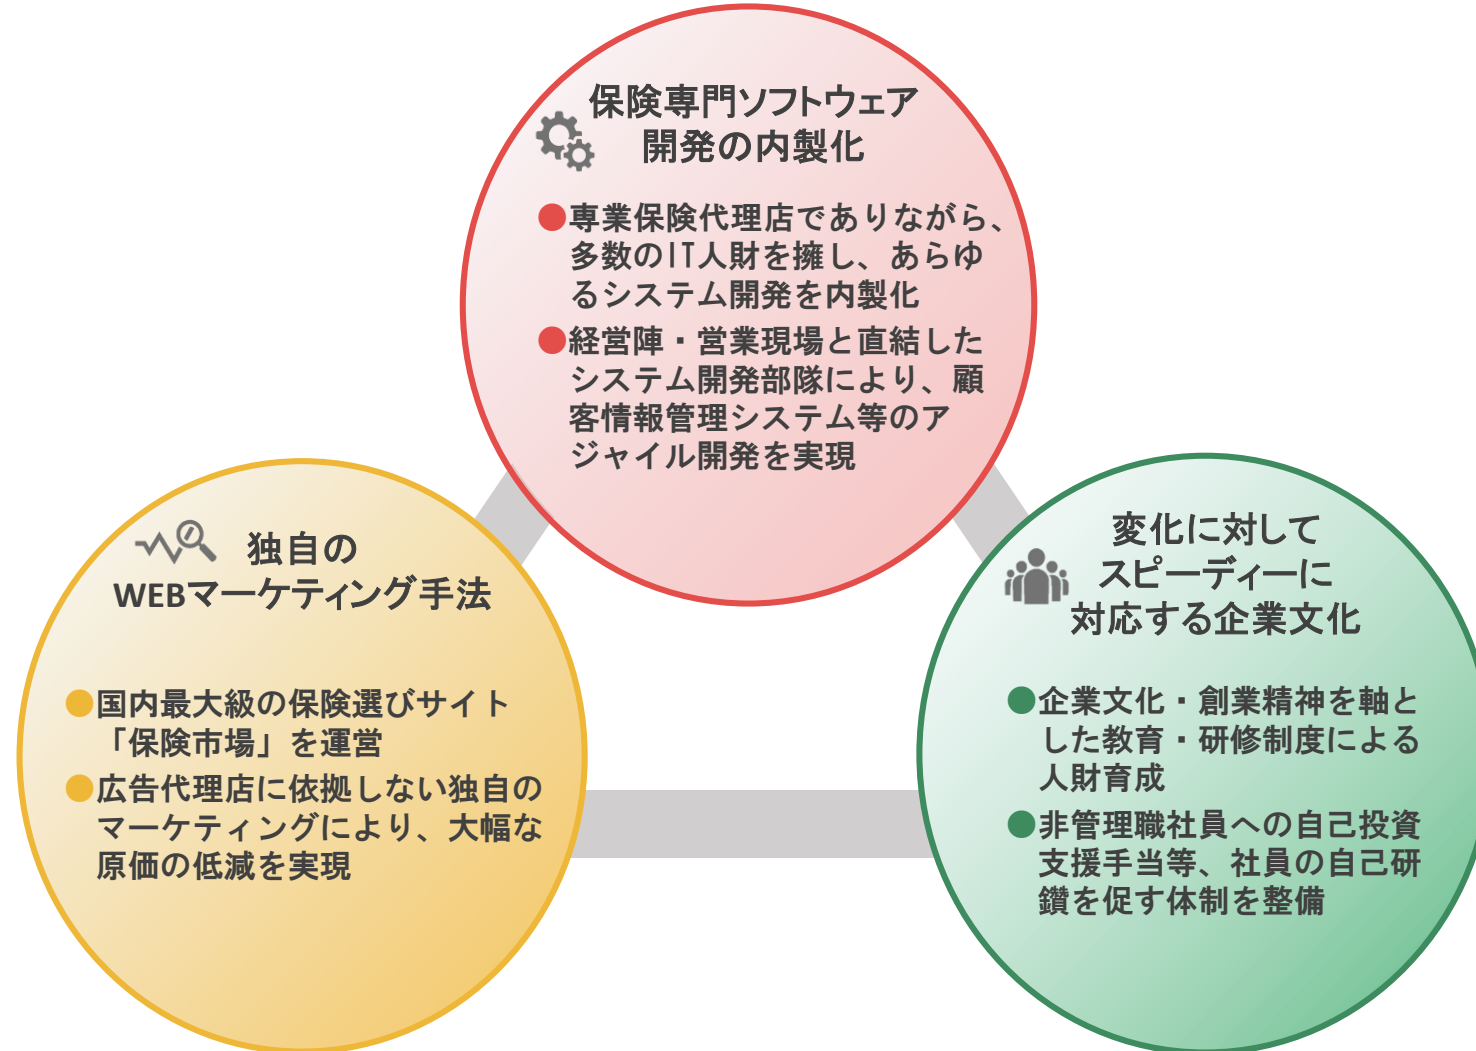 保険専門ソフトウェア
開発の内製化
●専業保険代理店でありながら、
多数のIT人財を擁し、あらゆ
るシステム開発を内製化
●経営陣・営業現場と直結した
システム開発部隊により、顧
客情報管理システム等のア
ジャイル開発を実現
独自の
WEBマーケティング手法
●国内最大級の保険選びサイト
「保険市場」を運営
●広告代理店に依拠しない独自の
マーケティングにより、大幅な
原価の低減を実現
変化に対して
スピーディーに
対応する企業文化
●企業文化・創業精神を軸と
した教育・研修制度による
人財育成
●非管理職社員への自己投資
支援手当等、社員の自己研
鑽を促す体制を整備